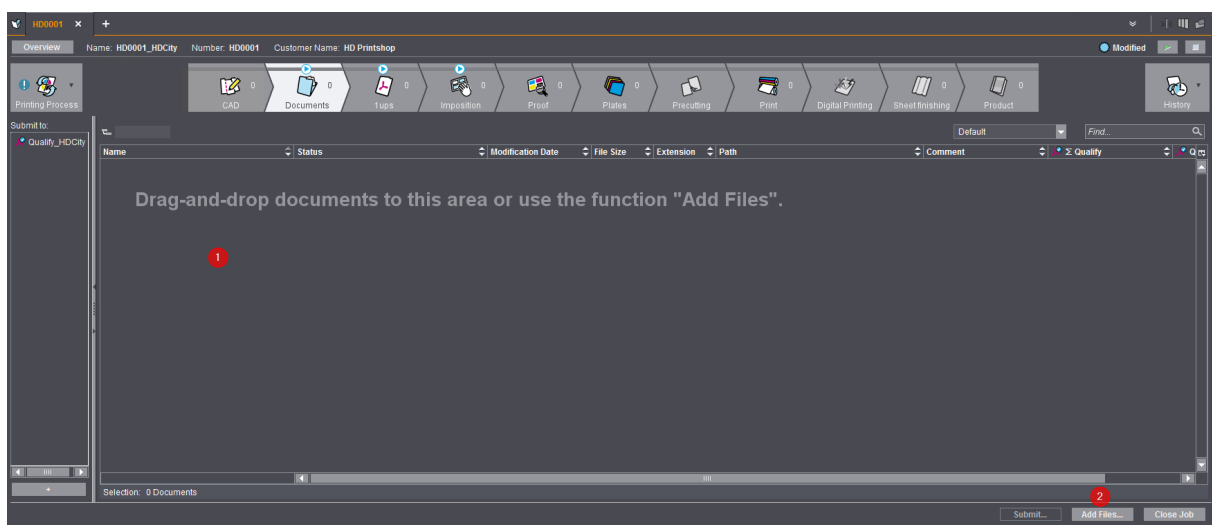 HD0001 × +
Overview Name: HD0001_HDCity Number: HD0001 Customer Name: HD Printshop Modified
Printing Process CAD 0 Documents 0 1ups 0 Imposition 0 Proof 0 Plates 0 Precutting Print 0 Digital Printing Sheet finishing 0 Product 0 History
Submit to: Default Find...
Qualify_HDCity
Name Status Modification Date File Size Extension Path Comment Σ Qualify Q
Drag-and-drop documents to this area or use the function "Add Files".
1
+
Selection: 0 Documents
2
Submit... Add Files... Close Job